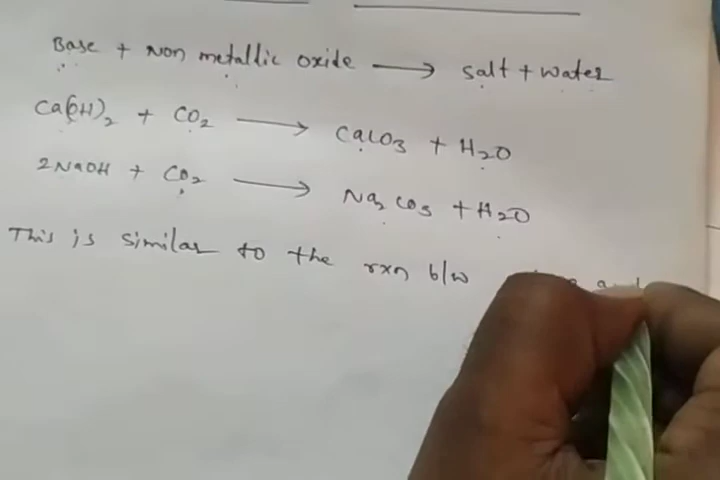 Base + Non metallic oxide ⟶ salt + water
Ca(OH)₂ + CO₂ ⟶ CaCO₃ + H₂O
2NaOH + CO₂ ⟶ Na₂CO₃ + H₂O
This is similar to the rxn b/w